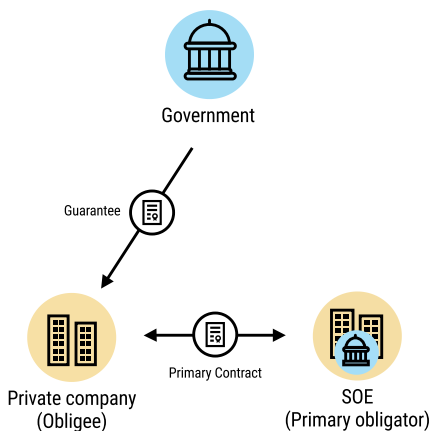 Government
Guarantee
Primary Contract
Private company
(Obligee)
SOE
(Primary obligator)